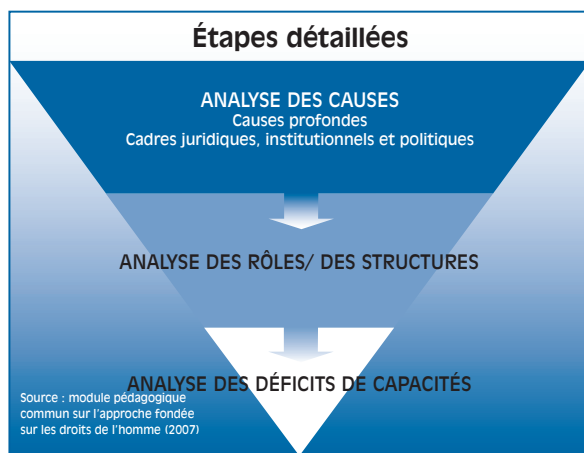 Étapes détaillées
ANALYSE DES CAUSES
Causes profondes
Cadres juridiques, institutionnels et politiques
ANALYSE DES RÔLES/ DES STRUCTURES
ANALYSE DES DÉFICITS DE CAPACITÉS
Source : module pédagogique
commun sur l'approche fondée
sur les droits de l'homme (2007)